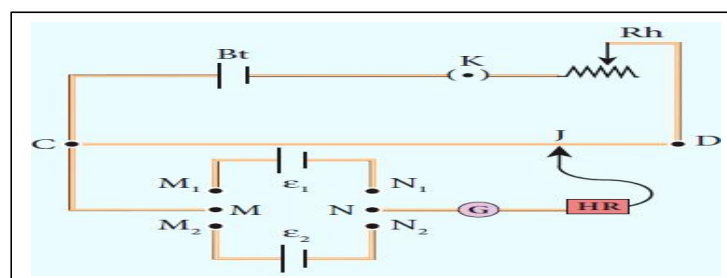 Bt K Rh
( )
C J D
M₁ ε₁ N₁
M N G HR
M₂ ε₂ N₂